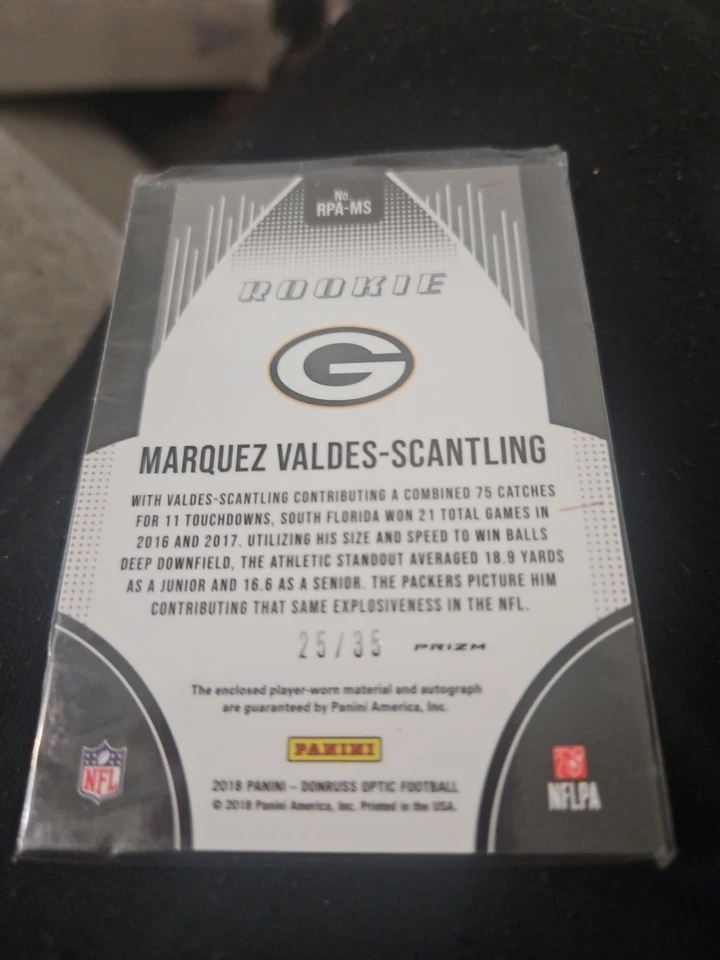 No.
RPA-MS
ROOKIE
G
MARQUEZ VALDES-SCANTLING
WITH VALDES-SCANTLING CONTRIBUTING A COMBINED 75 CATCHES
FOR 11 TOUCHDOWNS, SOUTH FLORIDA WON 21 TOTAL GAMES IN
2016 AND 2017. UTILIZING HIS SIZE AND SPEED TO WIN BALLS
DEEP DOWNFIELD, THE ATHLETIC STANDOUT AVERAGED 18.9 YARDS
AS A JUNIOR AND 16.6 AS A SENIOR. THE PACKERS PICTURE HIM
CONTRIBUTING THAT SAME EXPLOSIVENESS IN THE NFL.
25/35 PRIZM
The enclosed player-worn material and autograph
are guaranteed by Panini America, Inc.
PANINI
NFL
NFLPA
2018 PANINI – DONRUSS OPTIC FOOTBALL
© 2018 Panini America, Inc. Printed in the USA.